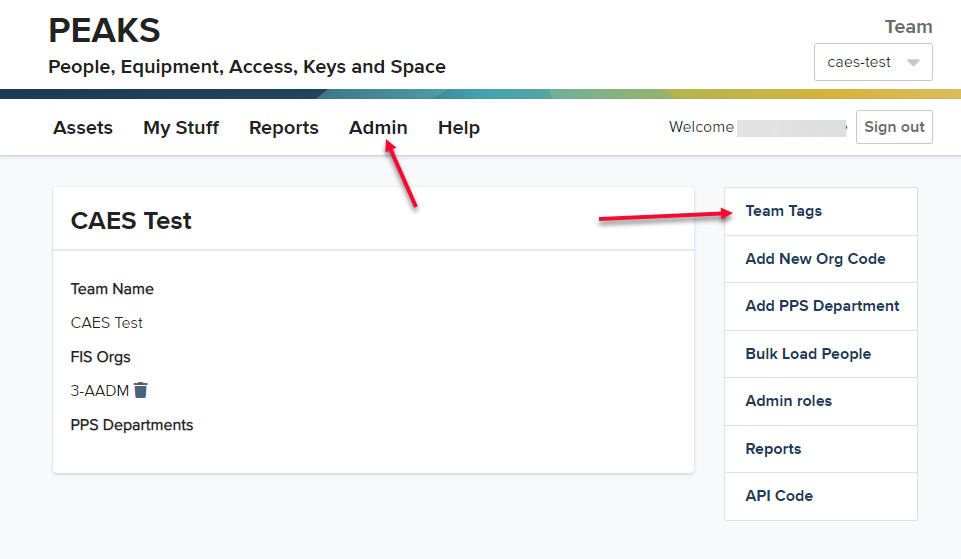 PEAKS
People, Equipment, Access, Keys and Space
Team
caes-test
Assets My Stuff Reports Admin Help
Welcome
Sign out
CAES Test
Team Name
CAES Test
FIS Orgs
3-AADM
PPS Departments
Team Tags
Add New Org Code
Add PPS Department
Bulk Load People
Admin roles
Reports
API Code